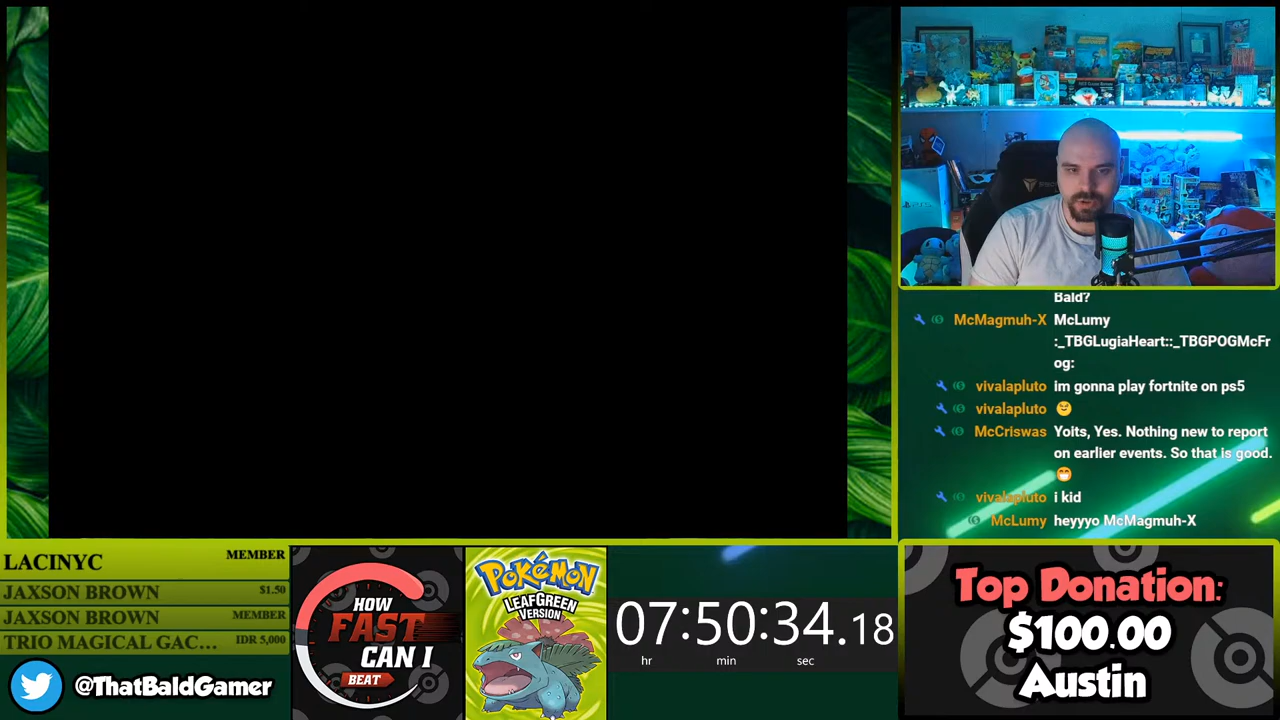 Bald?
McMagmuh-X McLumy
:_TBGLugiaHeart::_TBGPOGMcFr
og:
vivalapluto im gonna play fortnite on ps5
vivalapluto
McCriswas Yoits, Yes. Nothing new to report
on earlier events. So that is good.
vivalapluto i kid
McLumy heyyyo McMagmuh-X
LACINYC MEMBER
JAXSON BROWN $1.50
JAXSON BROWN MEMBER
TRIO MAGICAL GAC... IDR 5,000
@ThatBaldGamer
HOW
FAST
CAN I
BEAT
POKéMON
LEAFGREEN
VERSION
07:50:34.18
hr min sec
Top Donation:
$100.00
Austin